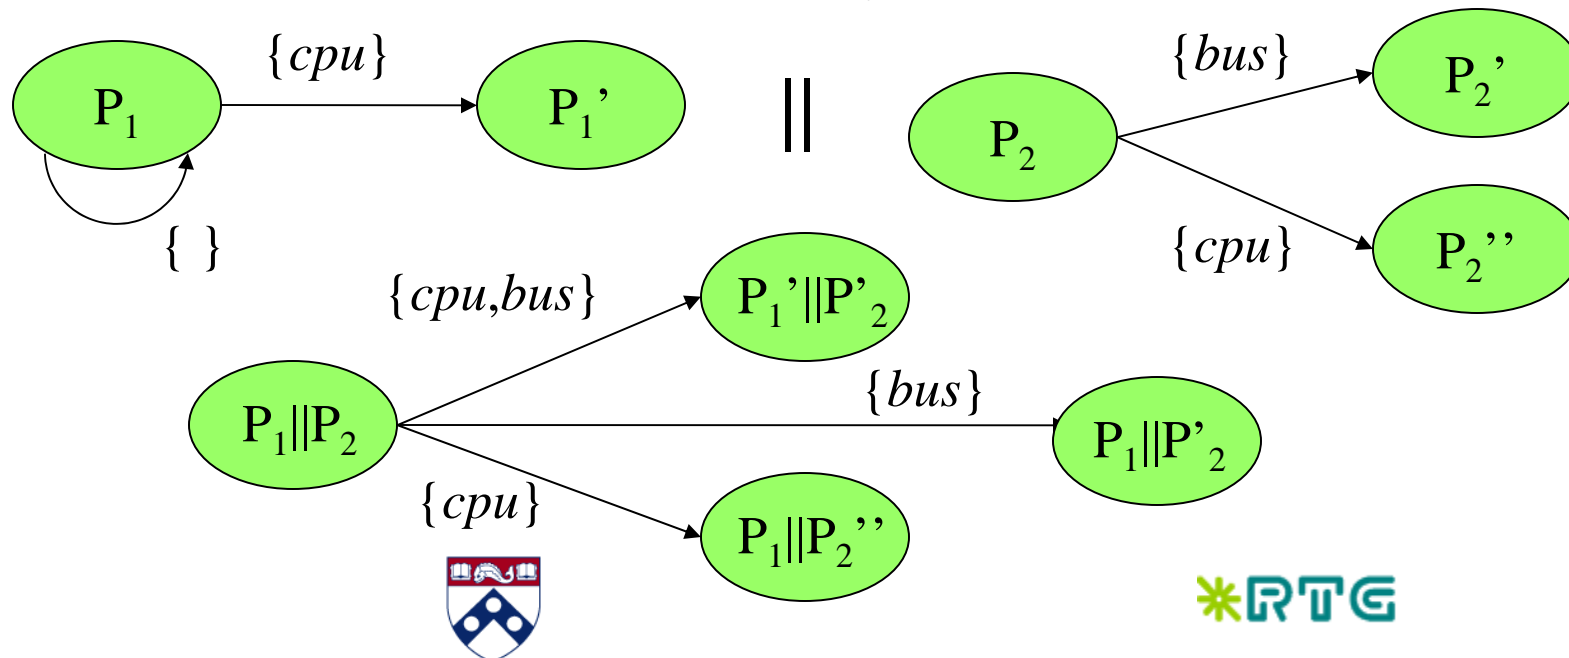 {cpu}
P₁
P₁’
||
{bus}
P₂’
P₂
{ }
{cpu}
P₂’’
{cpu,bus}
P₁’||P’₂
{bus}
P₁||P₂
P₁||P’₂
{cpu}
P₁||P₂’’
RTG